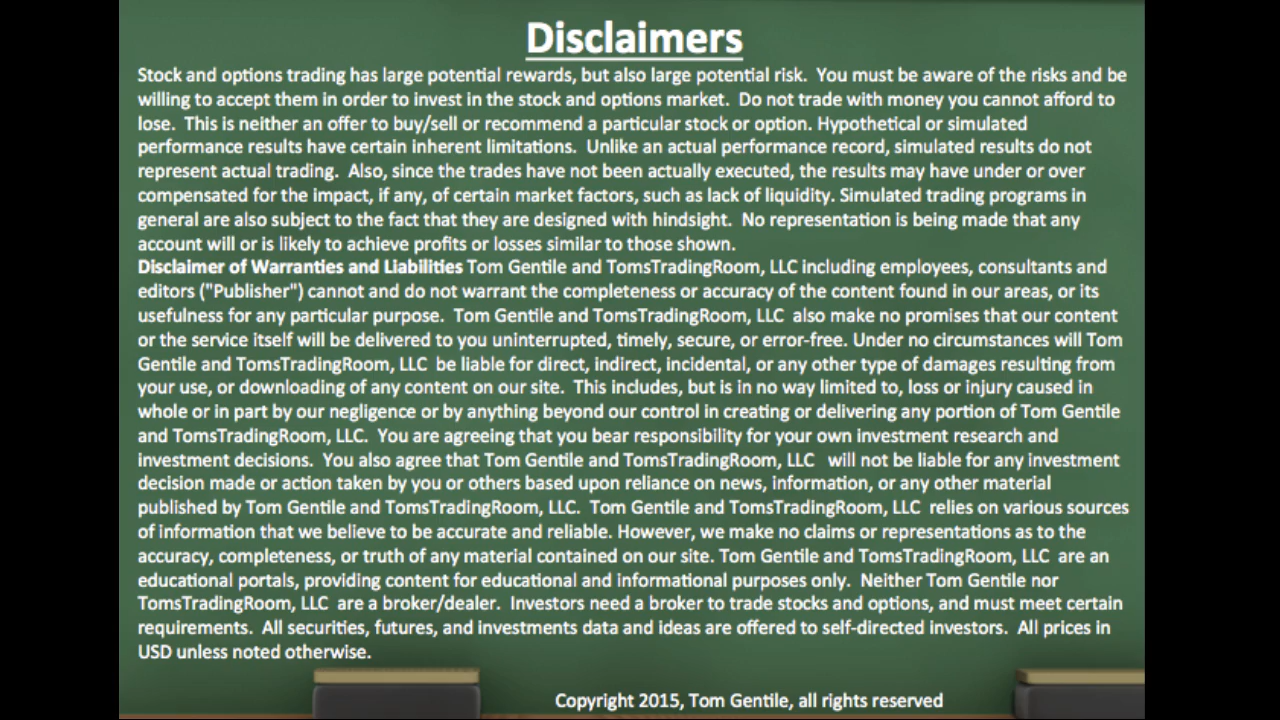 Disclaimers
Stock and options trading has large potential rewards, but also large potential risk.  You must be aware of the risks and be
willing to accept them in order to invest in the stock and options market.  Do not trade with money you cannot afford to
lose.  This is neither an offer to buy/sell or recommend a particular stock or option. Hypothetical or simulated
performance results have certain inherent limitations.  Unlike an actual performance record, simulated results do not
represent actual trading.  Also, since the trades have not been actually executed, the results may have under or over
compensated for the impact, if any, of certain market factors, such as lack of liquidity. Simulated trading programs in
general are also subject to the fact that they are designed with hindsight.  No representation is being made that any
account will or is likely to achieve profits or losses similar to those shown.
Disclaimer of Warranties and Liabilities Tom Gentile and TomsTradingRoom, LLC including employees, consultants and
editors ("Publisher") cannot and do not warrant the completeness or accuracy of the content found in our areas, or its
usefulness for any particular purpose.  Tom Gentile and TomsTradingRoom, LLC  also make no promises that our content
or the service itself will be delivered to you uninterrupted, timely, secure, or error-free. Under no circumstances will Tom
Gentile and TomsTradingRoom, LLC  be liable for direct, indirect, incidental, or any other type of damages resulting from
your use, or downloading of any content on our site.  This includes, but is in no way limited to, loss or injury caused in
whole or in part by our negligence or by anything beyond our control in creating or delivering any portion of Tom Gentile
and TomsTradingRoom, LLC.  You are agreeing that you bear responsibility for your own investment research and
investment decisions.  You also agree that Tom Gentile and TomsTradingRoom, LLC   will not be liable for any investment
decision made or action taken by you or others based upon reliance on news, information, or any other material
published by Tom Gentile and TomsTradingRoom, LLC.  Tom Gentile and TomsTradingRoom, LLC  relies on various sources
of information that we believe to be accurate and reliable. However, we make no claims or representations as to the
accuracy, completeness, or truth of any material contained on our site. Tom Gentile and TomsTradingRoom, LLC  are an
educational portals, providing content for educational and informational purposes only.  Neither Tom Gentile nor
TomsTradingRoom, LLC  are a broker/dealer.  Investors need a broker to trade stocks and options, and must meet certain
requirements.  All securities, futures, and investments data and ideas are offered to self-directed investors.  All prices in
USD unless noted otherwise.
Copyright 2015, Tom Gentile, all rights reserved